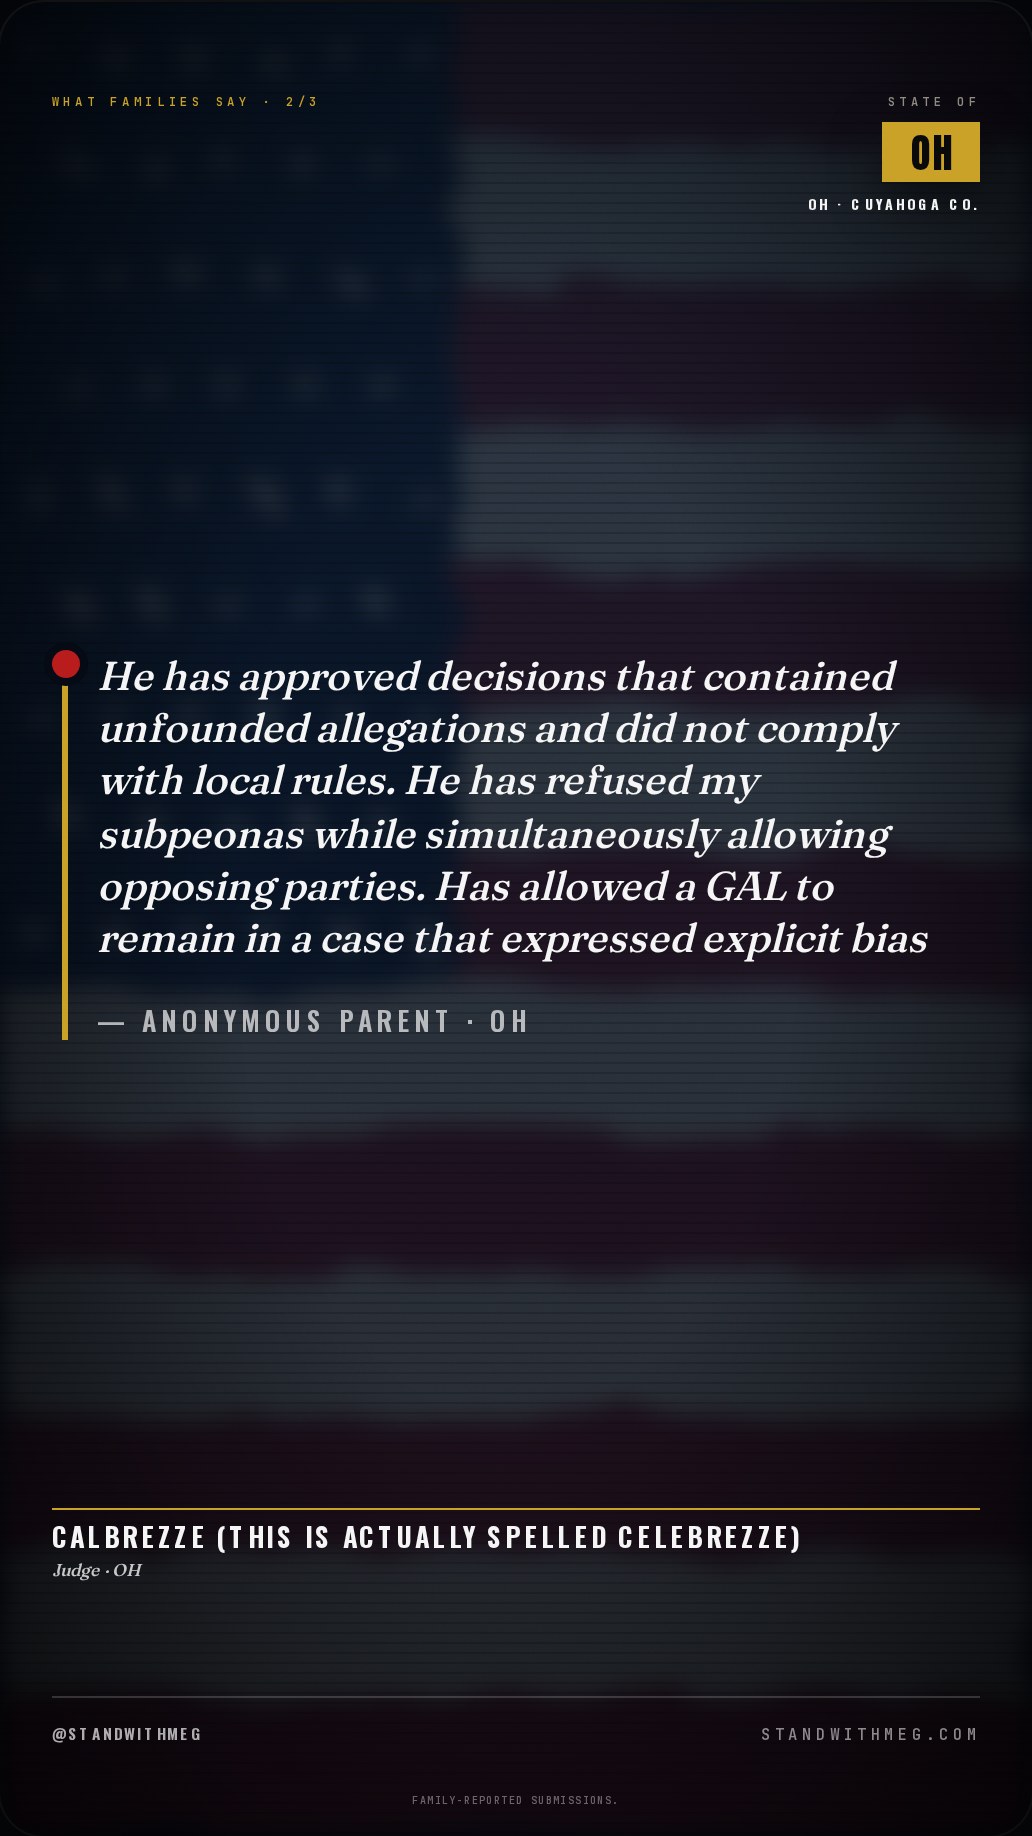 WHAT FAMILIES SAY · 2/3
STATE OF
OH
OH · CUYAHOGA CO.
He has approved decisions that contained
unfounded allegations and did not comply
with local rules. He has refused my
subpeonas while simultaneously allowing
opposing parties. Has allowed a GAL to
remain in a case that expressed explicit bias
— ANONYMOUS PARENT · OH
CALBREZZE (THIS IS ACTUALLY SPELLED CELEBREZZE)
Judge · OH
@STANDWITHMEG
STANDWITHMEG.COM
FAMILY-REPORTED SUBMISSIONS.